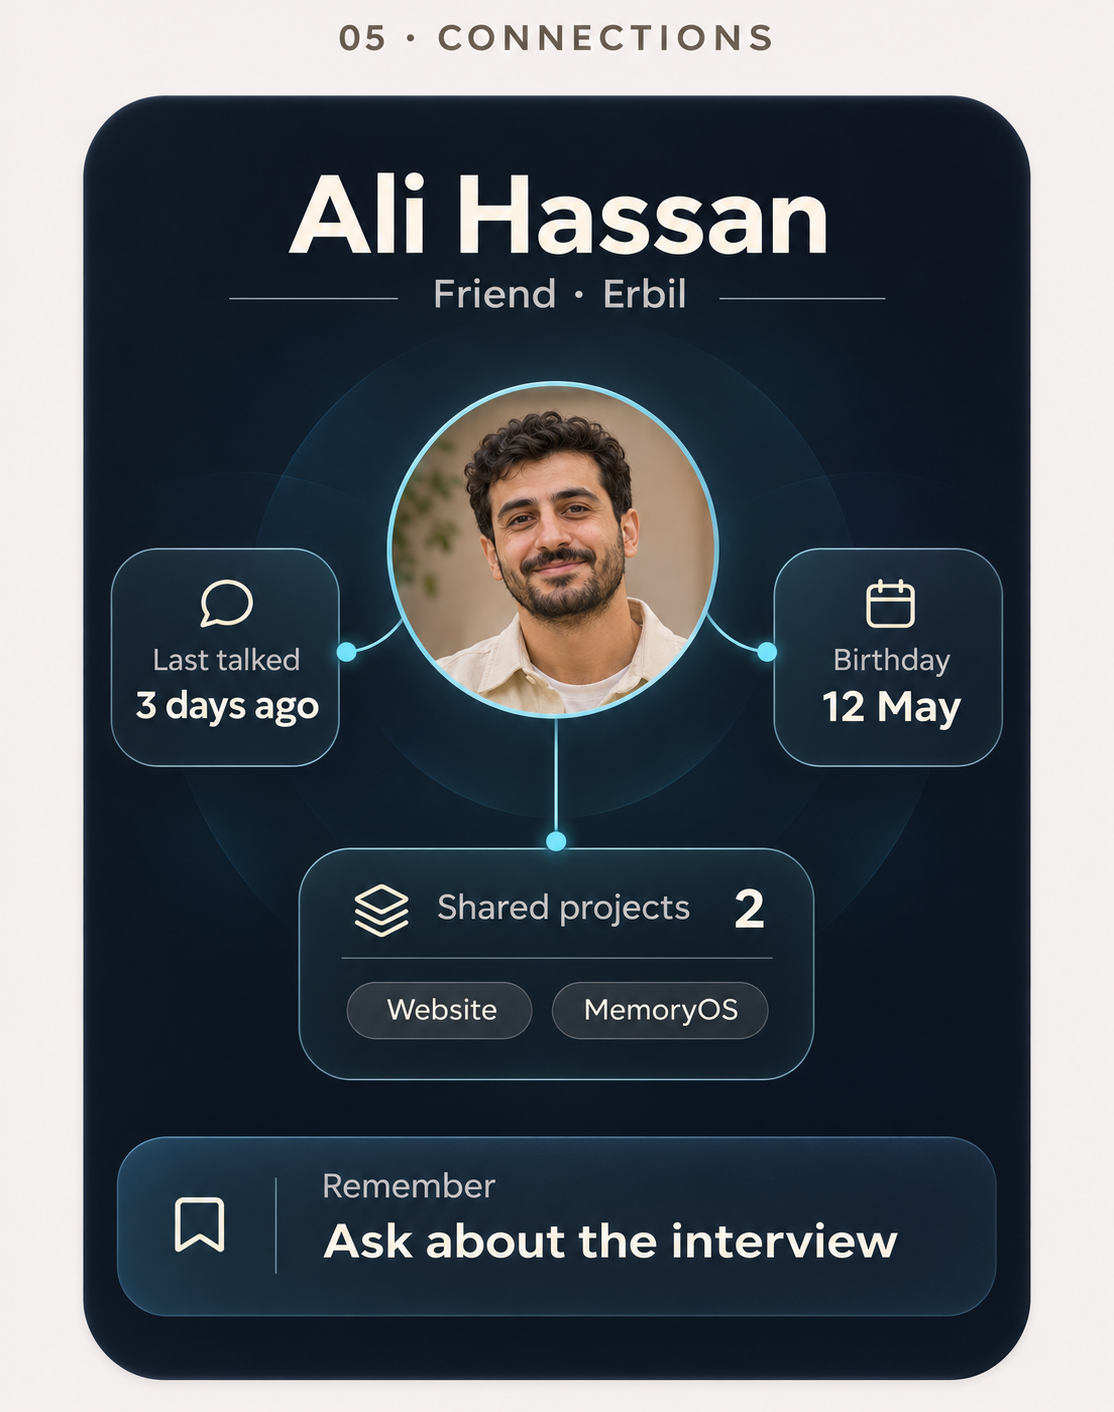 05 · CONNECTIONS
Ali Hassan
Friend · Erbil
Last talked
3 days ago
Birthday
12 May
Shared projects 2
Website MemoryOS
Remember
Ask about the interview